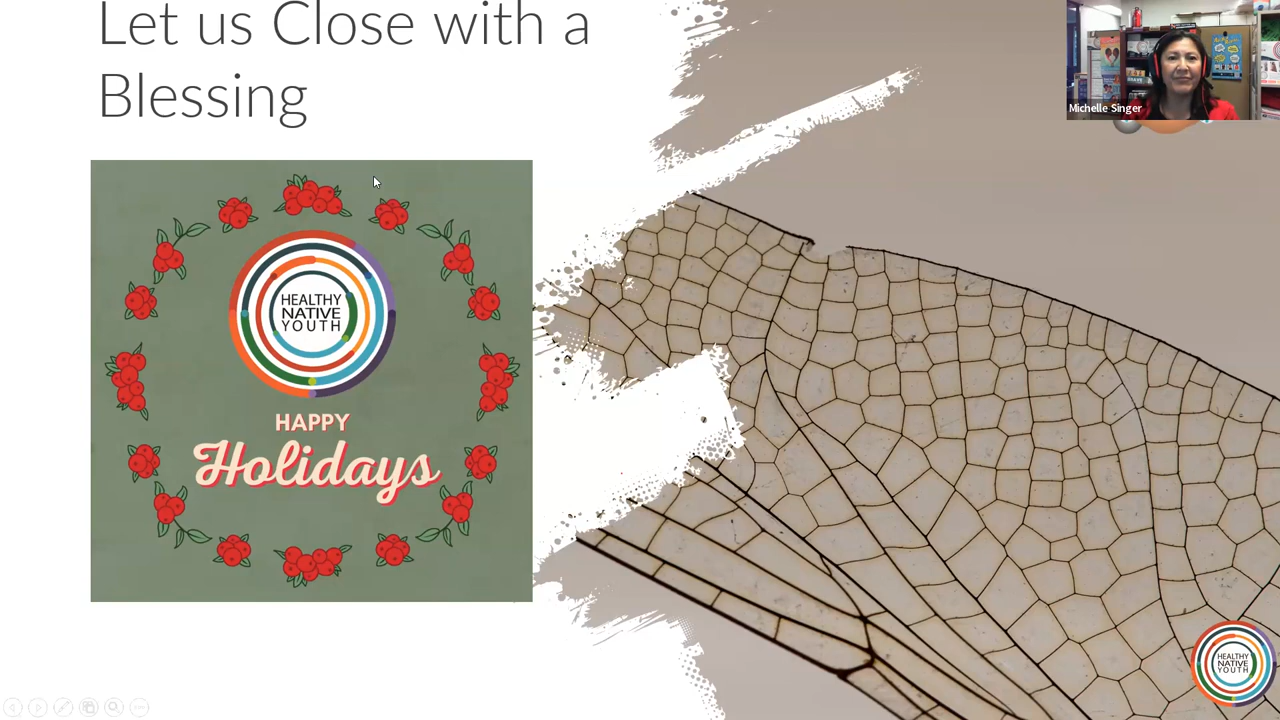 Let us Close with a
Blessing
Michelle Singer
HEALTHY
NATIVE
YOUTH
HAPPY
Holidays
HEALTHY
NATIVE
YOUTH